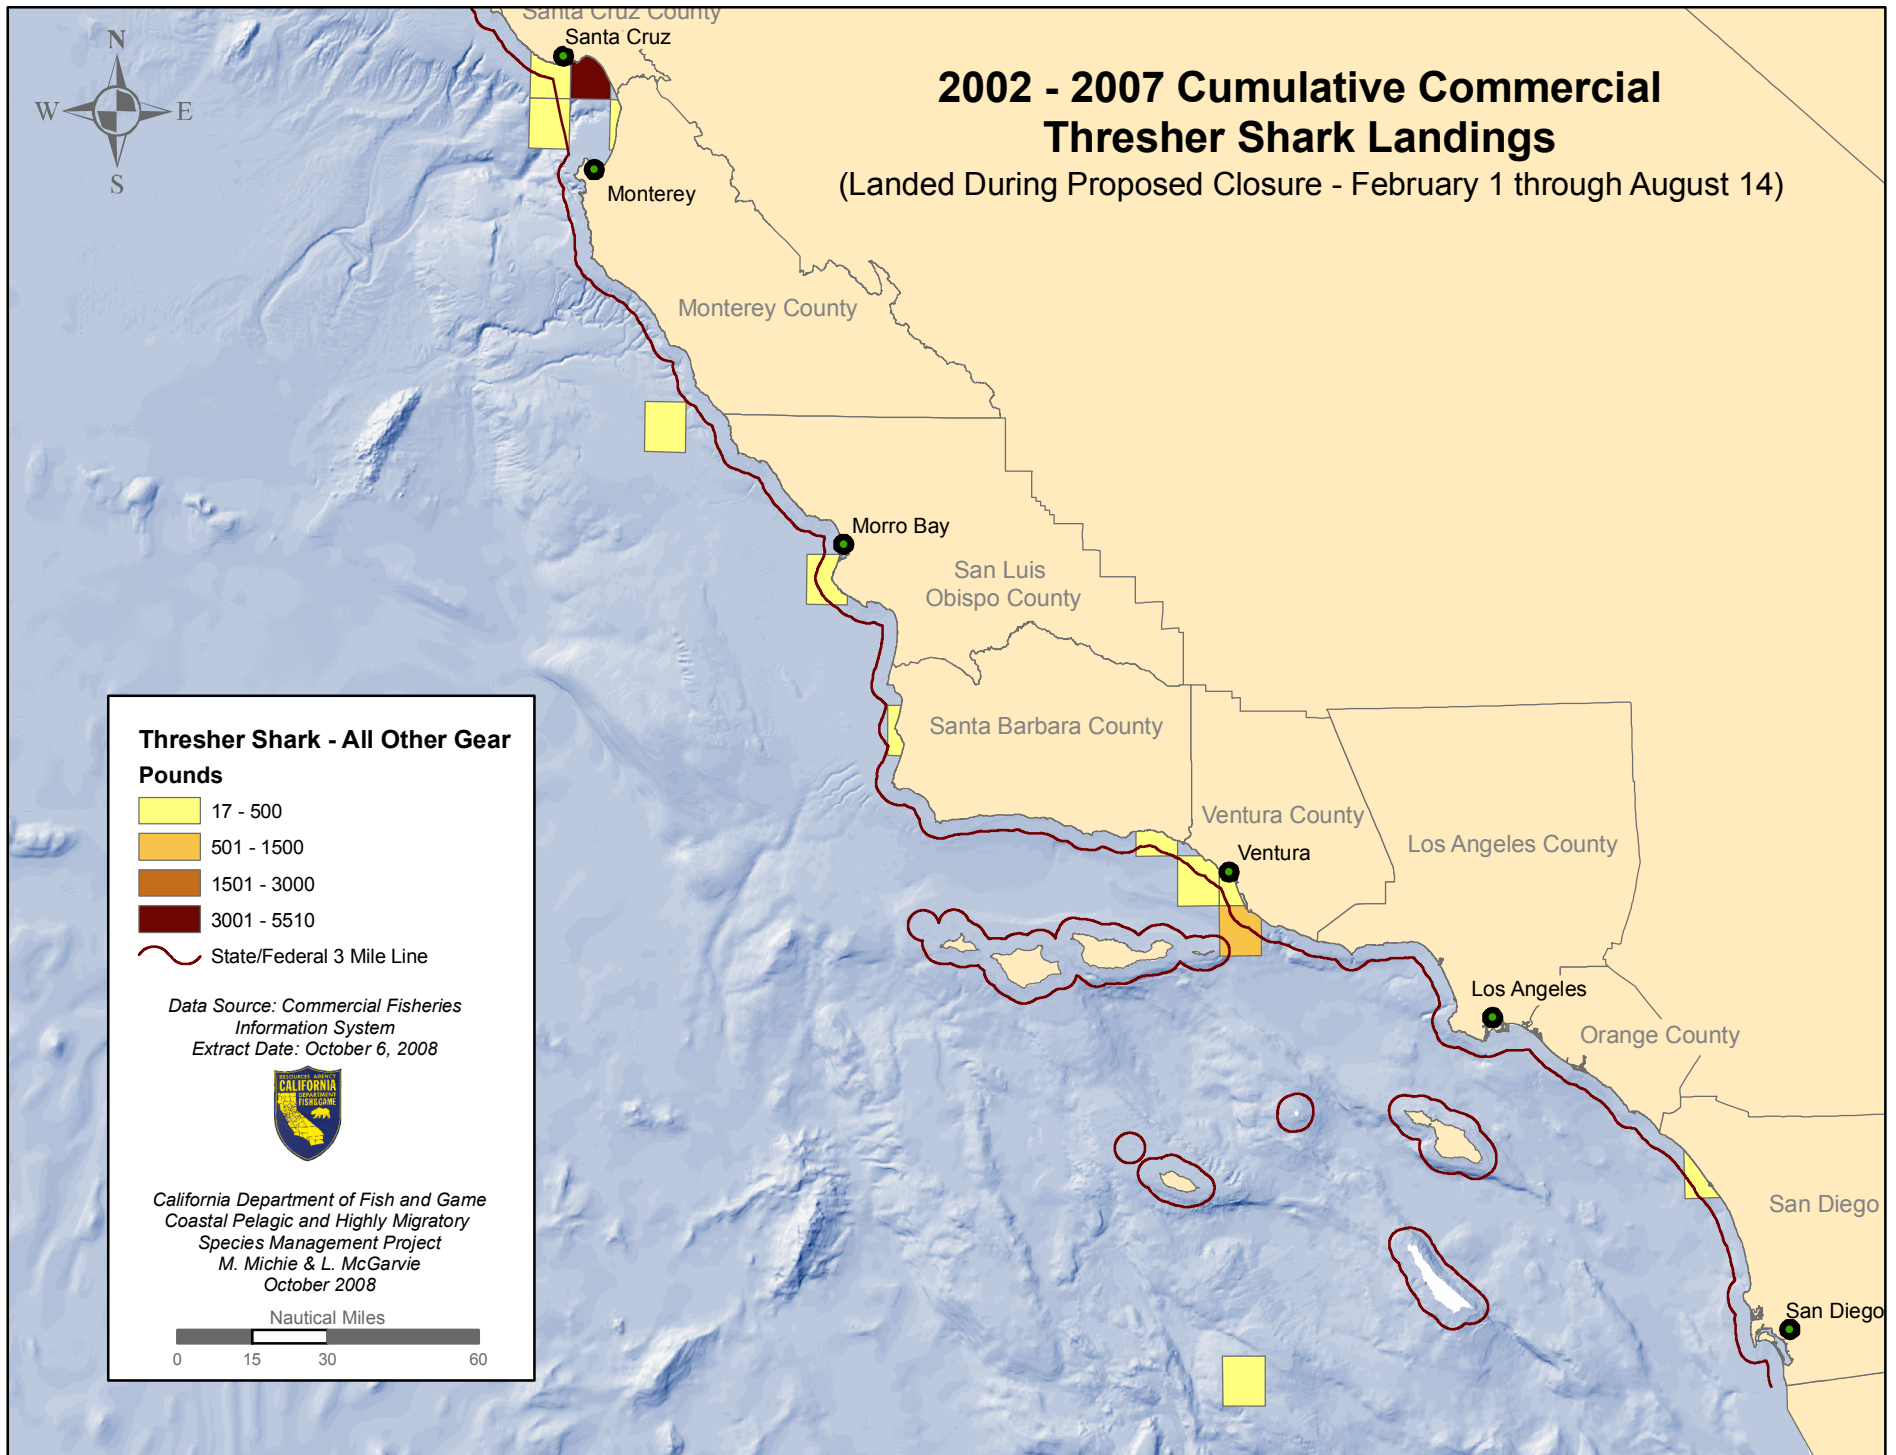 Santa Cruz County
Santa Cruz
N
W
E
S
2002 - 2007 Cumulative Commercial
Thresher Shark Landings
(Landed During Proposed Closure - February 1 through August 14)
Monterey
Monterey County
Morro Bay
San Luis
Obispo County
Santa Barbara County
Ventura County
Ventura
Los Angeles County
Los Angeles
Orange County
San Diego
San Diego
Thresher Shark - All Other Gear
Pounds
17 - 500
501 - 1500
1501 - 3000
3001 - 5510
State/Federal 3 Mile Line
Data Source: Commercial Fisheries
Information System
Extract Date: October 6, 2008
RESOURCES AGENCY
CALIFORNIA
DEPARTMENT
FISH&GAME
California Department of Fish and Game
Coastal Pelagic and Highly Migratory
Species Management Project
M. Michie & L. McGarvie
October 2008
Nautical Miles
0 15 30 60